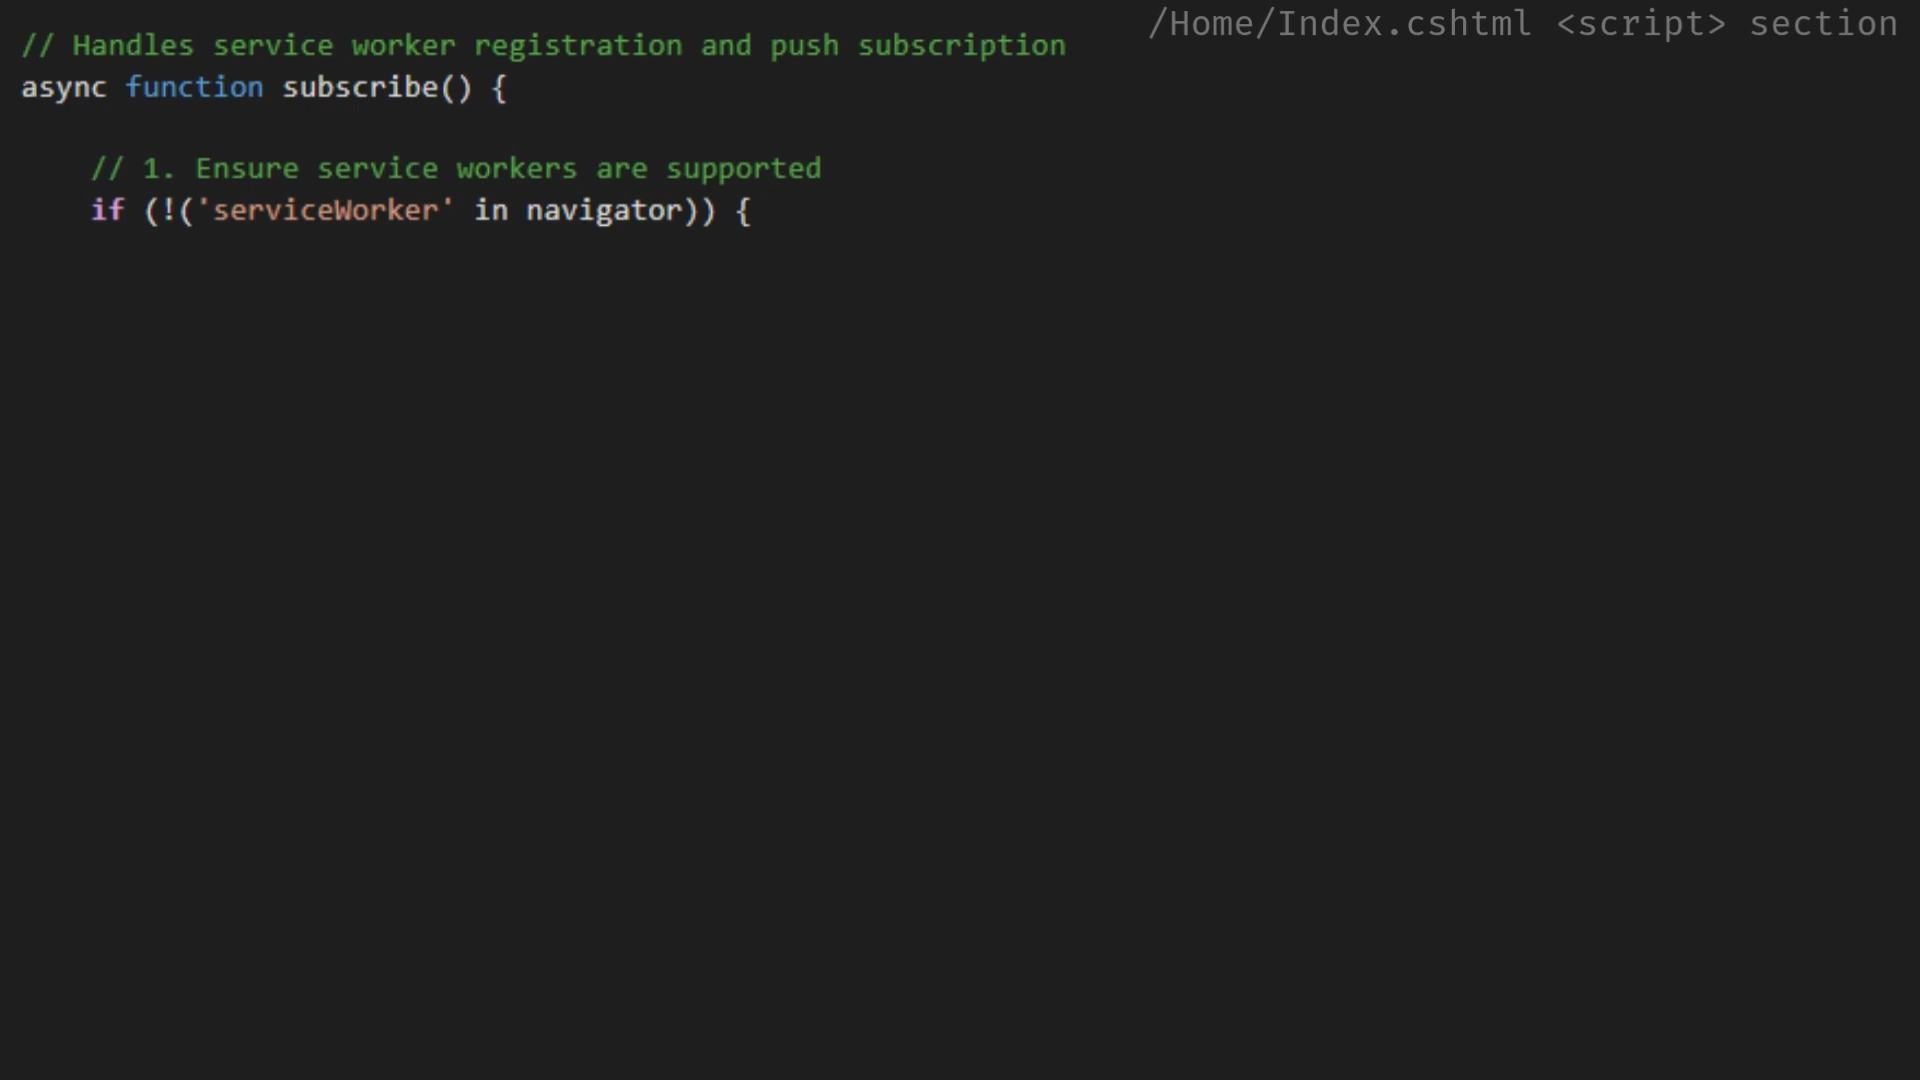 /Home/Index.cshtml <script> section
// Handles service worker registration and push subscription
async function subscribe() {
// 1. Ensure service workers are supported
if (!('serviceWorker' in navigator)) {